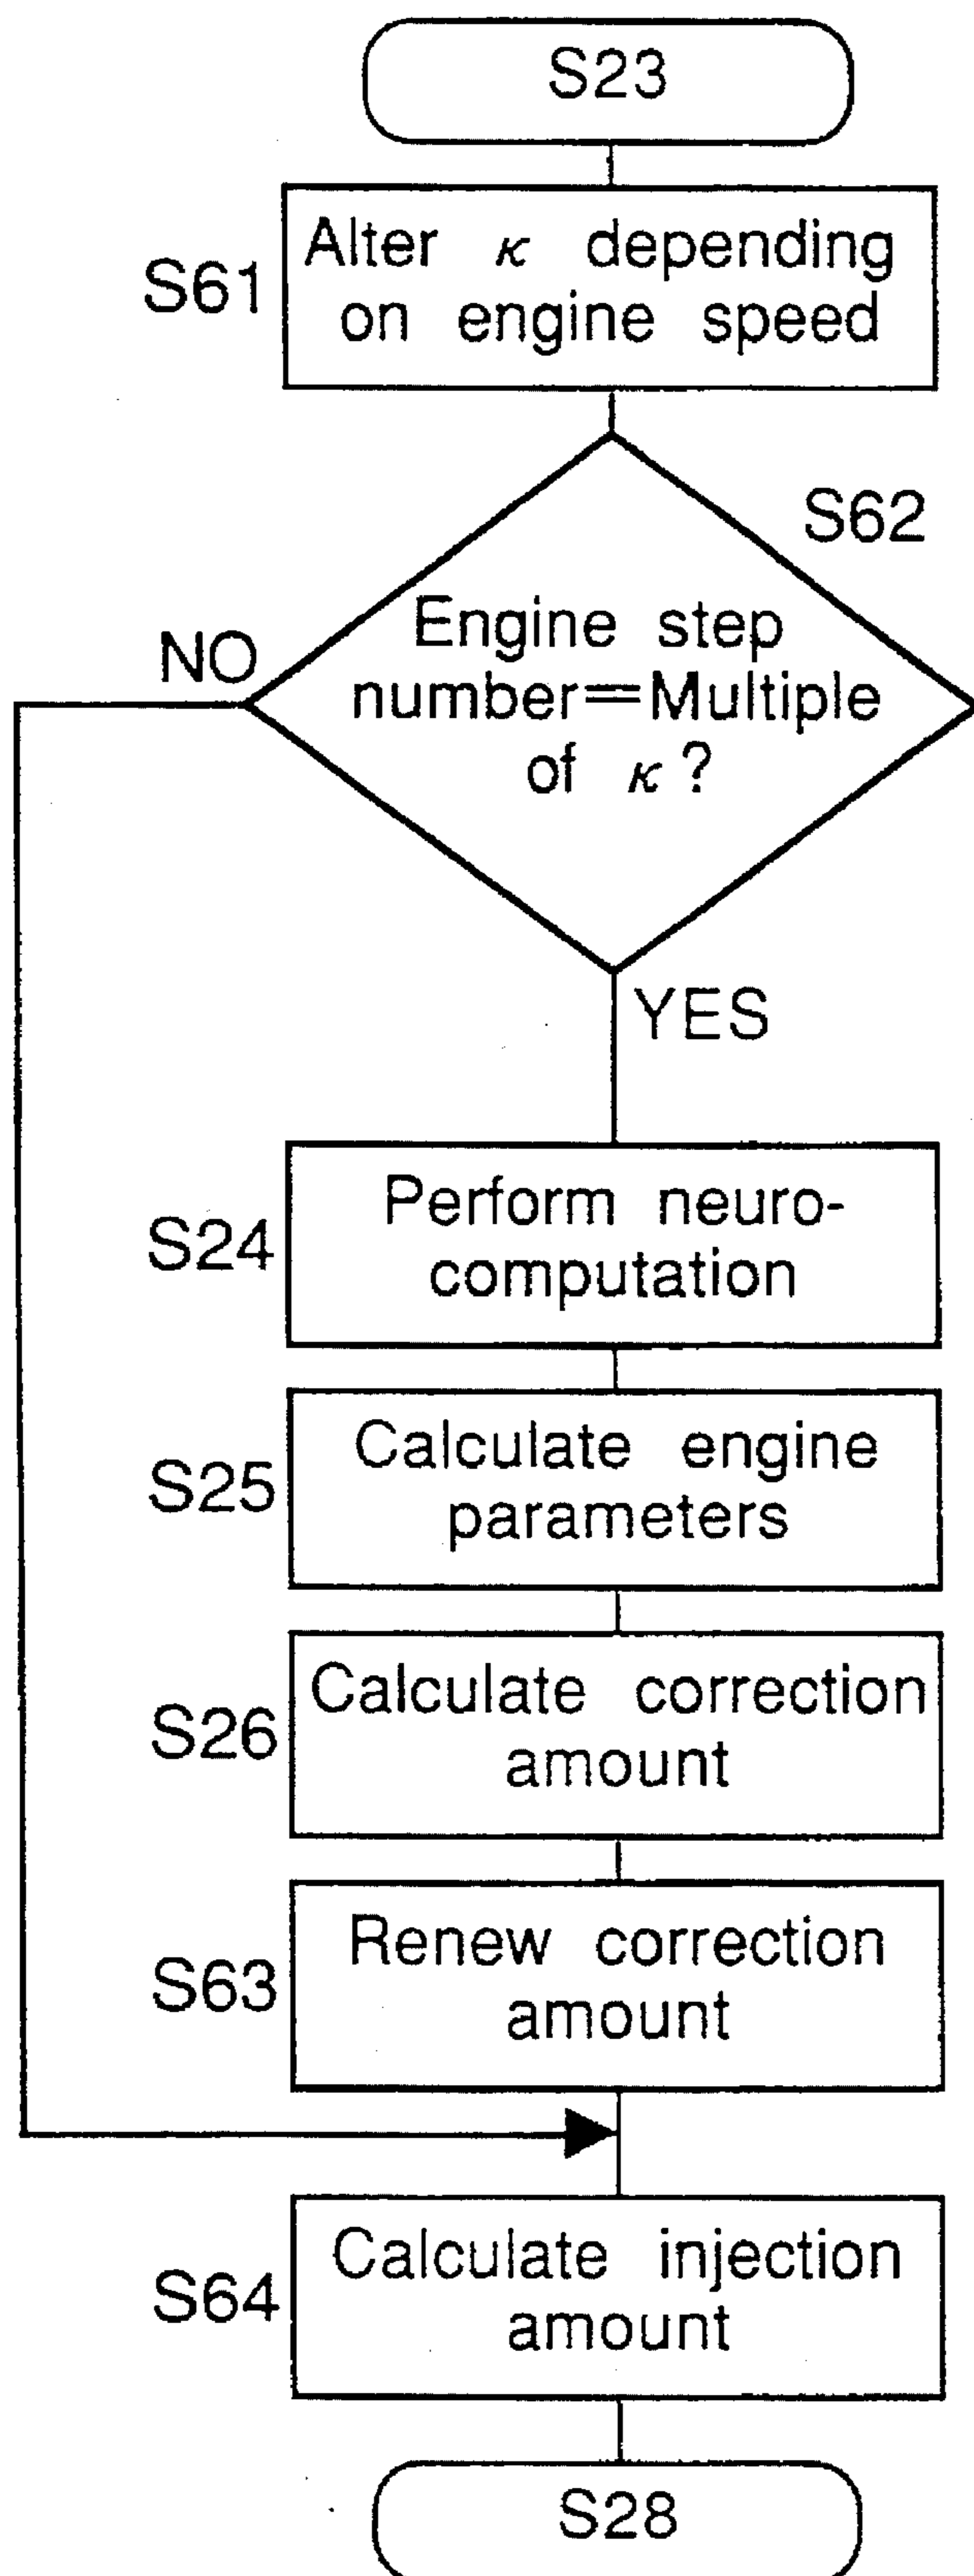 S23
S61
Alter κ depending
on engine speed
S62
Engine step
number=Multiple
of κ?
NO
YES
S24
Perform neuro-
computation
S25
Calculate engine
parameters
S26
Calculate correction
amount
S63
Renew correction
amount
S64
Calculate injection
amount
S28